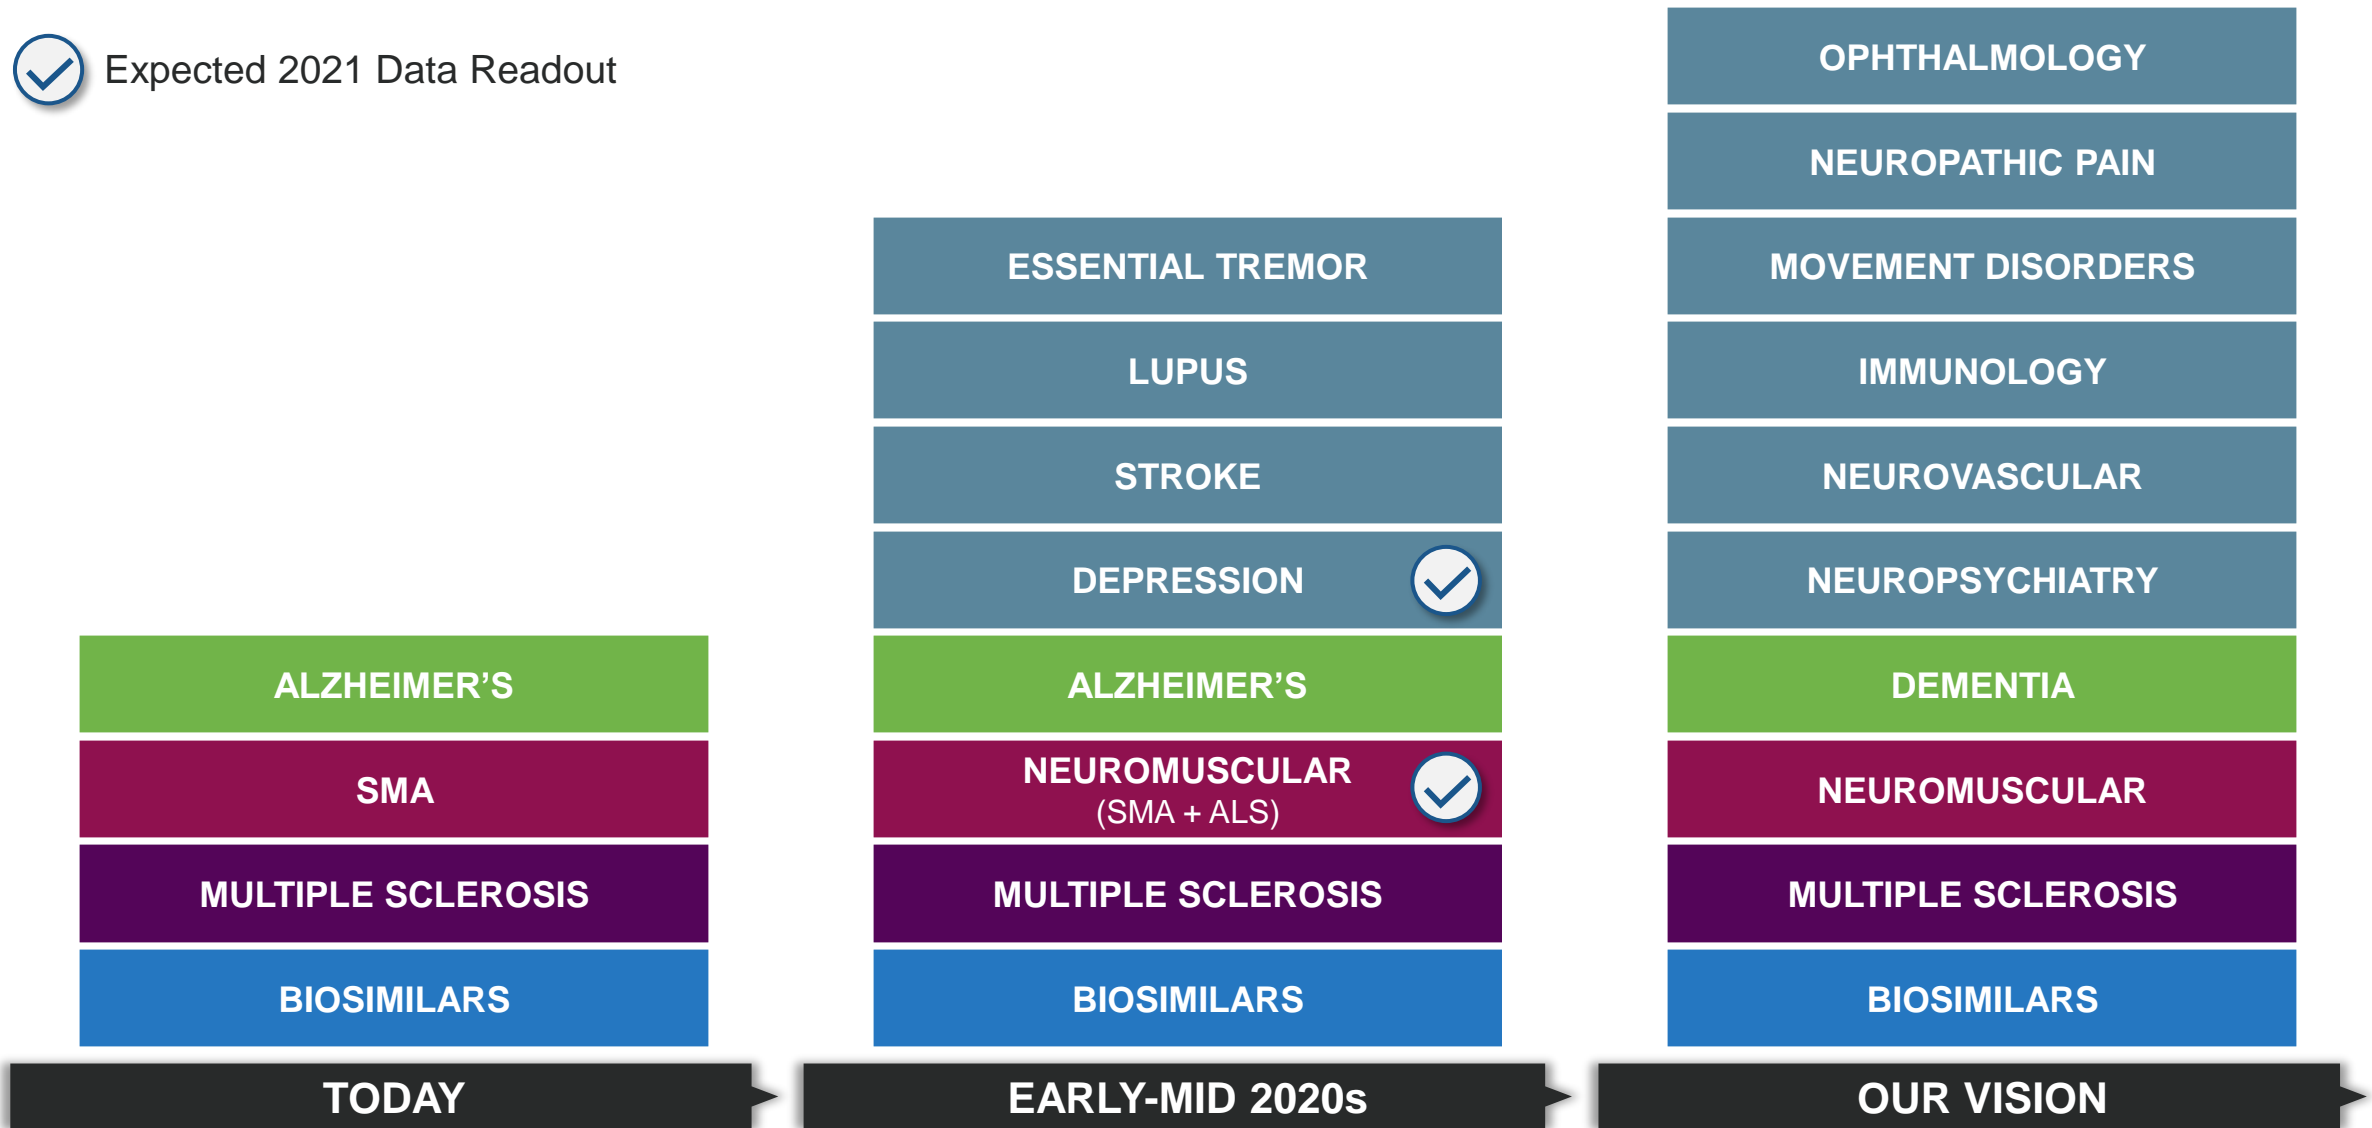 Expected 2021 Data Readout
ALZHEIMER’S
SMA
MULTIPLE SCLEROSIS
BIOSIMILARS
TODAY
ESSENTIAL TREMOR
LUPUS
STROKE
DEPRESSION
ALZHEIMER’S
NEUROMUSCULAR
(SMA + ALS)
MULTIPLE SCLEROSIS
BIOSIMILARS
EARLY-MID 2020s
OPHTHALMOLOGY
NEUROPATHIC PAIN
MOVEMENT DISORDERS
IMMUNOLOGY
NEUROVASCULAR
NEUROPSYCHIATRY
DEMENTIA
NEUROMUSCULAR
MULTIPLE SCLEROSIS
BIOSIMILARS
OUR VISION